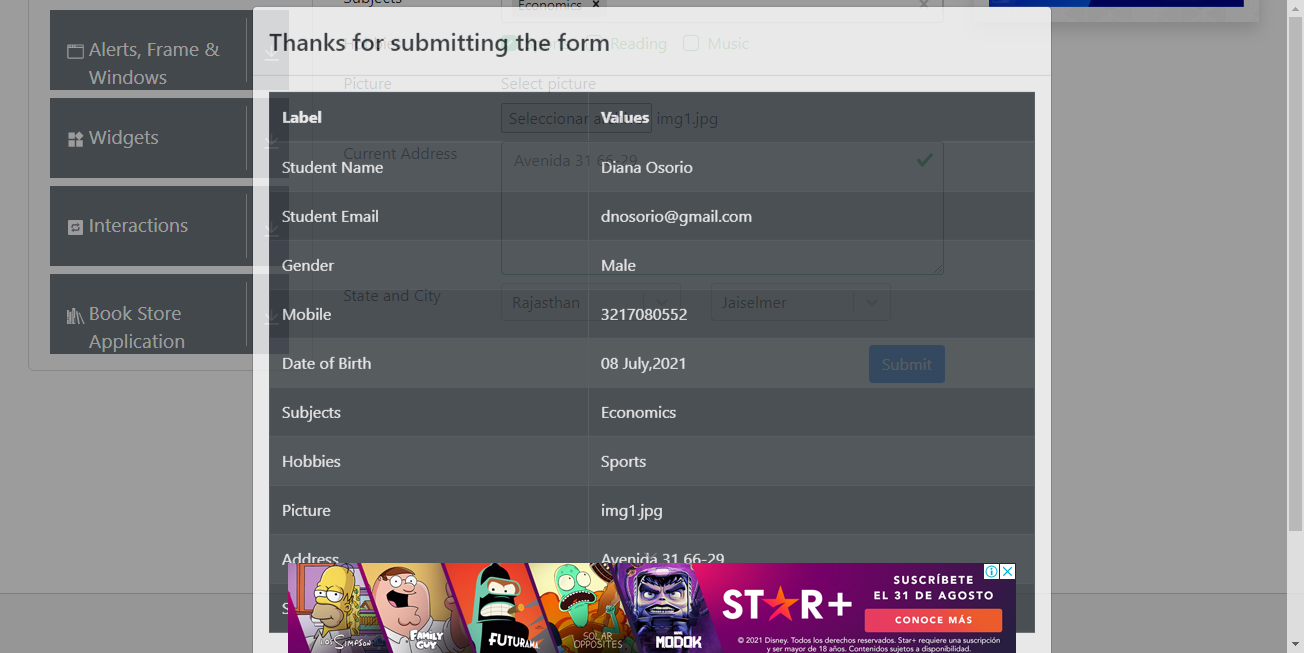 Subjects
Economics ×
Alerts, Frame &
Windows
Widgets
Interactions
Book Store
Application
Thanks for submitting the form
Reading
Music
Picture
Select picture
Seleccionar img1.jpg
Current Address
Avenida 31 66-29
State and City
Rajasthan
Jaiselmer
Submit
Label Values
Student Name Diana Osorio
Student Email dnosorio@gmail.com
Gender Male
Mobile 3217080552
Date of Birth 08 July,2021
Subjects Economics
Hobbies Sports
Picture img1.jpg
Address Avenida 31 66-29
THE SIMPSONS
FAMILY GUY
FUTURAMA
SOLAR OPPOSITES
M.O.D.O.K.
STAR+
SUSCRÍBETE
EL 31 DE AGOSTO
CONOCE MÁS
© 2021 Disney. Todos los derechos reservados. Star+ requiere una suscripción
y ser mayor de 18 años. Contenidos sujetos a disponibilidad.